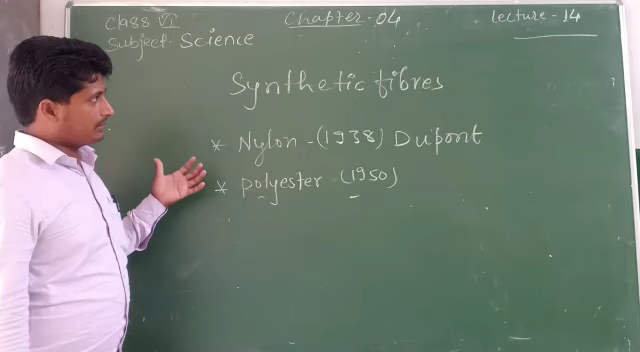 Class VI Chapter - 04 Lecture - 14
Subject - Science
Synthetic fibres
* Nylon - (1938) Dupont
* polyester - (1950)